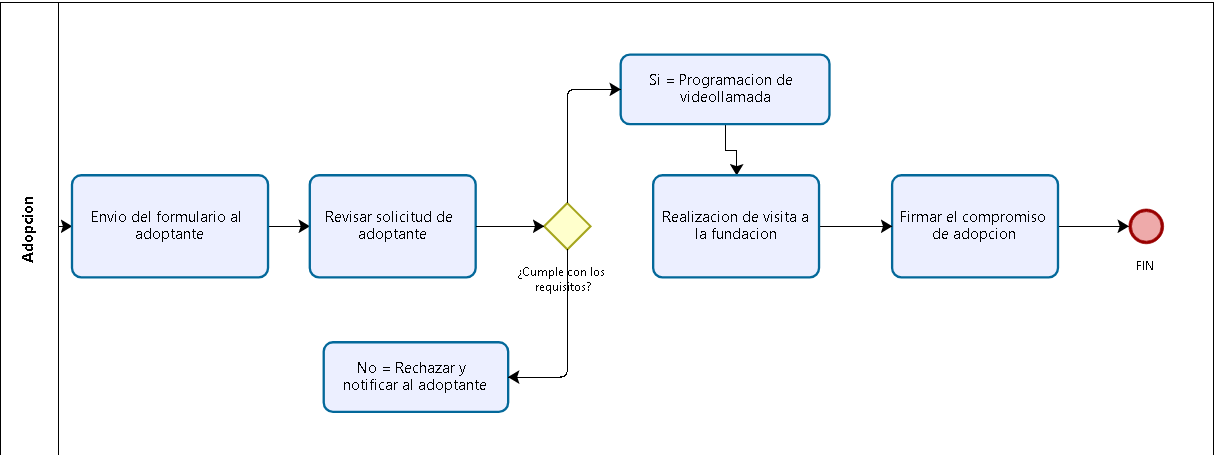 Adopcion
Envio del formulario al
adoptante
Revisar solicitud de
adoptante
¿Cumple con los
requisitos?
Si = Programacion de
videollamada
Realizacion de visita a
la fundacion
Firmar el compromiso
de adopcion
FIN
No = Rechazar y
notificar al adoptante